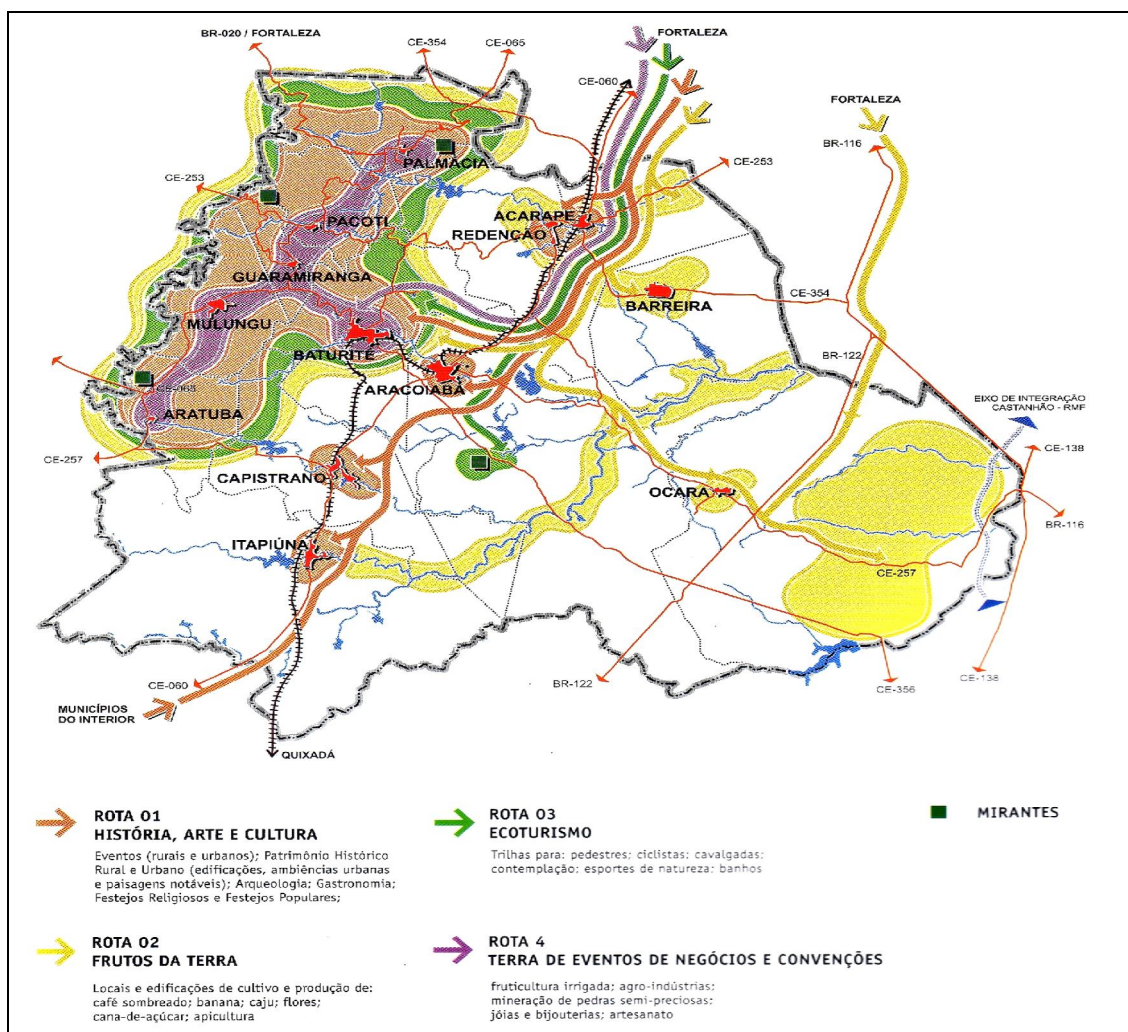 BR-020 / FORTALEZA
CE-354
CE-065
FORTALEZA
CE-060
FORTALEZA
BR-116
PALMÁCIA
CE-253
CE-253
PACOTI
ACARAPE
REDENÇÃO
GUARAMIRANGA
BARREIRA
CE-354
MULUNGU
BATURITÉ
BR-122
ARACOIABA
CE-065
EIXO DE INTEGRAÇÃO
CASTANHÃO - RMF
ARATUBA
CE-138
CE-257
CAPISTRANO
OCARA
BR-116
ITAPIÚNA
CE-257
CE-060
BR-122
CE-356
CE-138
MUNICÍPIOS
DO INTERIOR
QUIXADÁ
ROTA 01
HISTÓRIA, ARTE E CULTURA
Eventos (rurais e urbanos); Patrimônio Histórico
Rural e Urbano (edificações, ambiências urbanas
e paisagens notáveis); Arqueologia; Gastronomia;
Festejos Religiosos e Festejos Populares;
ROTA 03
ECOTURISMO
Trilhas para: pedestres; ciclistas; cavalgadas;
contemplação; esportes de natureza; banhos
MIRANTES
ROTA 02
FRUTOS DA TERRA
Locais e edificações de cultivo e produção de:
café sombreado; banana; caju; flores;
cana-de-açúcar; apicultura
ROTA 4
TERRA DE EVENTOS DE NEGÓCIOS E CONVENÇÕES
fruticultura irrigada; agro-indústrias;
mineração de pedras semi-preciosas;
jóias e bijouterias; artesanato